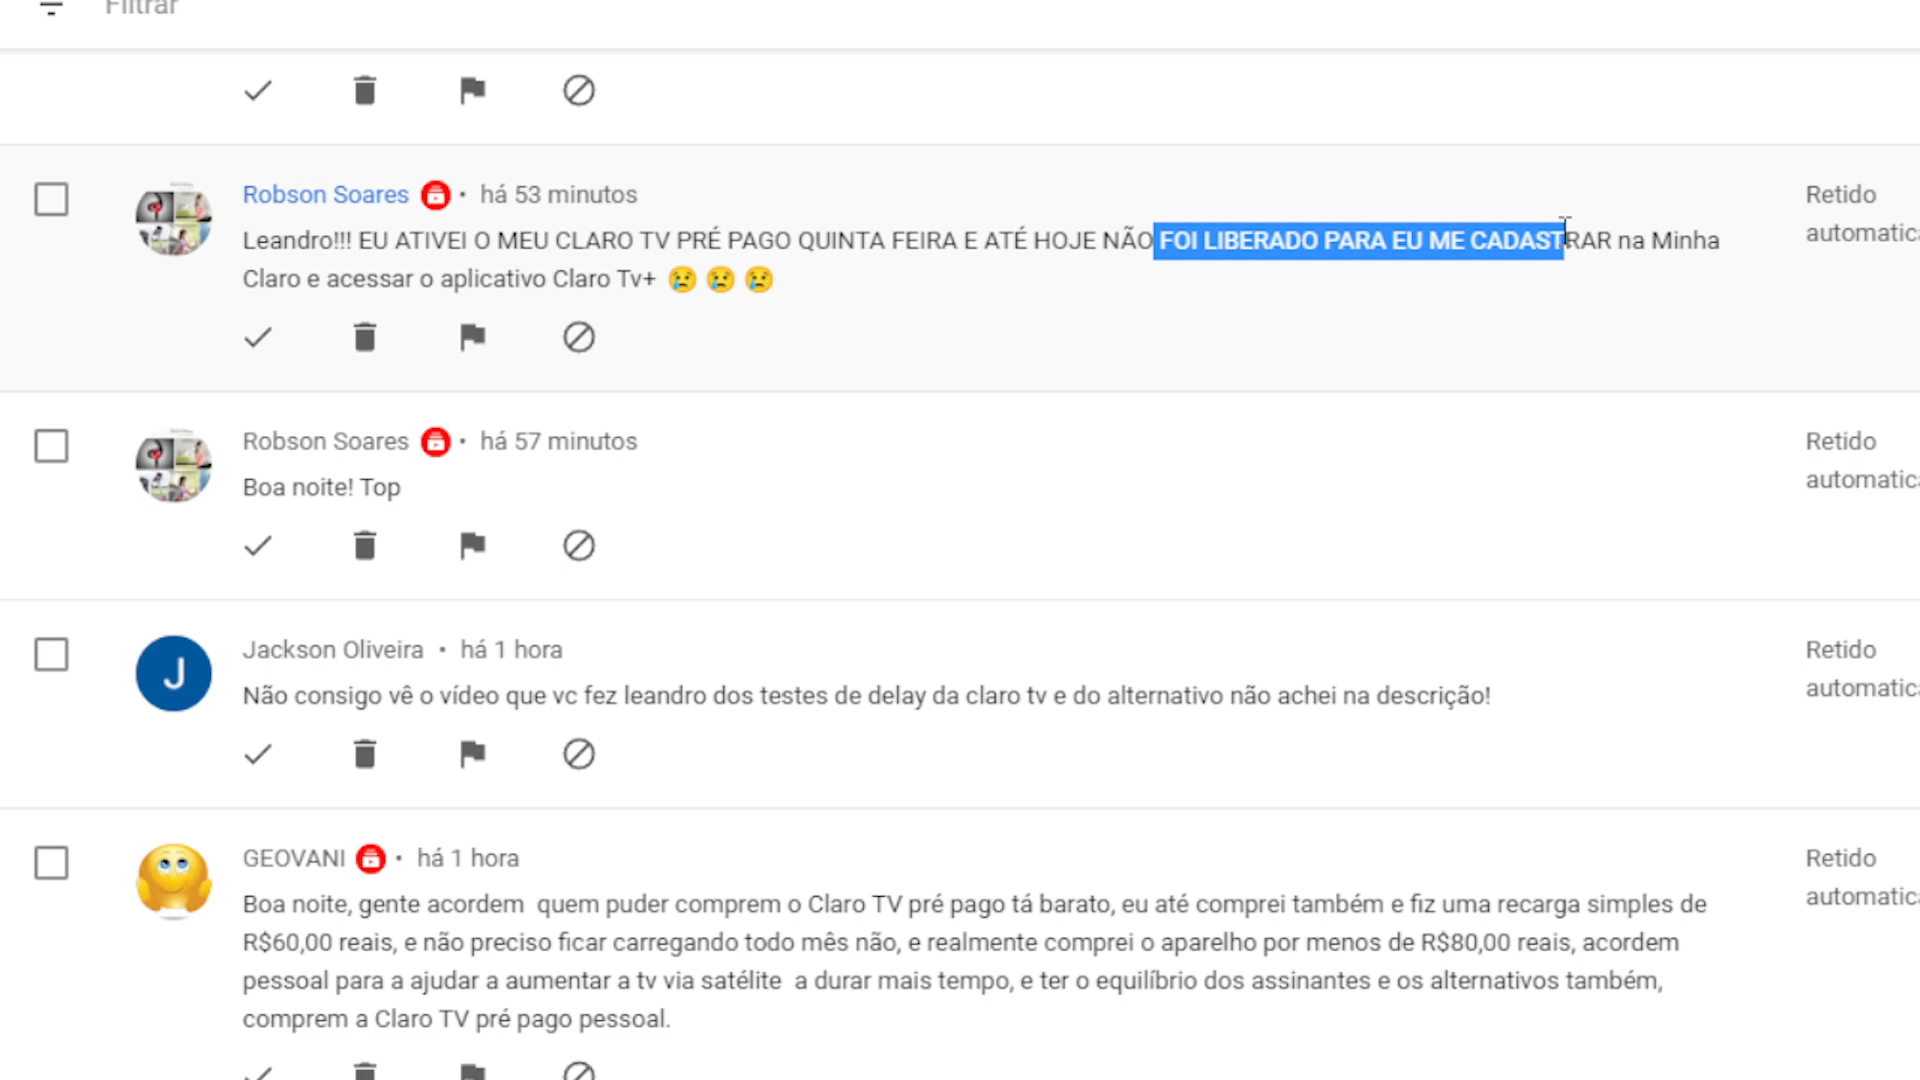 Filtrar
Robson Soares • há 53 minutos
Retido
Leandro!!! EU ATIVEI O MEU CLARO TV PRÉ PAGO QUINTA FEIRA E ATÉ HOJE NÃO FOI LIBERADO PARA EU ME CADASTRAR na Minha
automatica
Claro e acessar o aplicativo Claro Tv+ 😢 😢 😢
Robson Soares • há 57 minutos
Retido
Boa noite! Top
automatica
J
Jackson Oliveira • há 1 hora
Retido
Não consigo vê o vídeo que vc fez leandro dos testes de delay da claro tv e do alternativo não achei na descrição!
automatica
GEOVANI • há 1 hora
Retido
Boa noite, gente acordem quem puder comprem o Claro TV pré pago tá barato, eu até comprei também e fiz uma recarga simples de
automatica
R$60,00 reais, e não preciso ficar carregando todo mês não, e realmente comprei o aparelho por menos de R$80,00 reais, acordem
pessoal para a ajudar a aumentar a tv via satélite a durar mais tempo, e ter o equilíbrio dos assinantes e os alternativos também,
comprem a Claro TV pré pago pessoal.